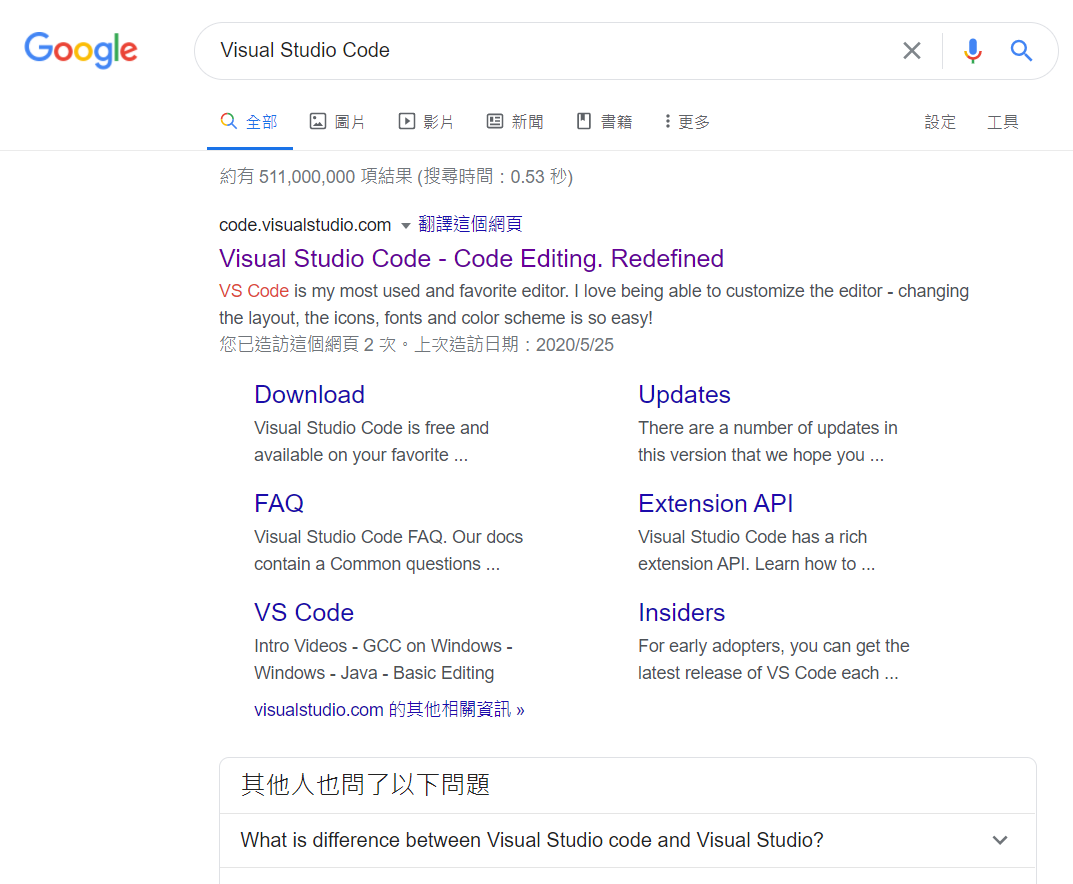 Google
Visual Studio Code
全部 圖片 影片 新聞 書籍 更多 設定 工具
約有 511,000,000 項結果 (搜尋時間：0.53 秒)
code.visualstudio.com 翻譯這個網頁
Visual Studio Code - Code Editing. Redefined
VS Code is my most used and favorite editor. I love being able to customize the editor - changing
the layout, the icons, fonts and color scheme is so easy!
您已造訪這個網頁 2 次。上次造訪日期：2020/5/25
Download
Visual Studio Code is free and
available on your favorite ...
Updates
There are a number of updates in
this version that we hope you ...
FAQ
Visual Studio Code FAQ. Our docs
contain a Common questions ...
Extension API
Visual Studio Code has a rich
extension API. Learn how to ...
VS Code
Intro Videos - GCC on Windows -
Windows - Java - Basic Editing
Insiders
For early adopters, you can get the
latest release of VS Code each ...
visualstudio.com 的其他相關資訊 »
其他人也問了以下問題
What is difference between Visual Studio code and Visual Studio?